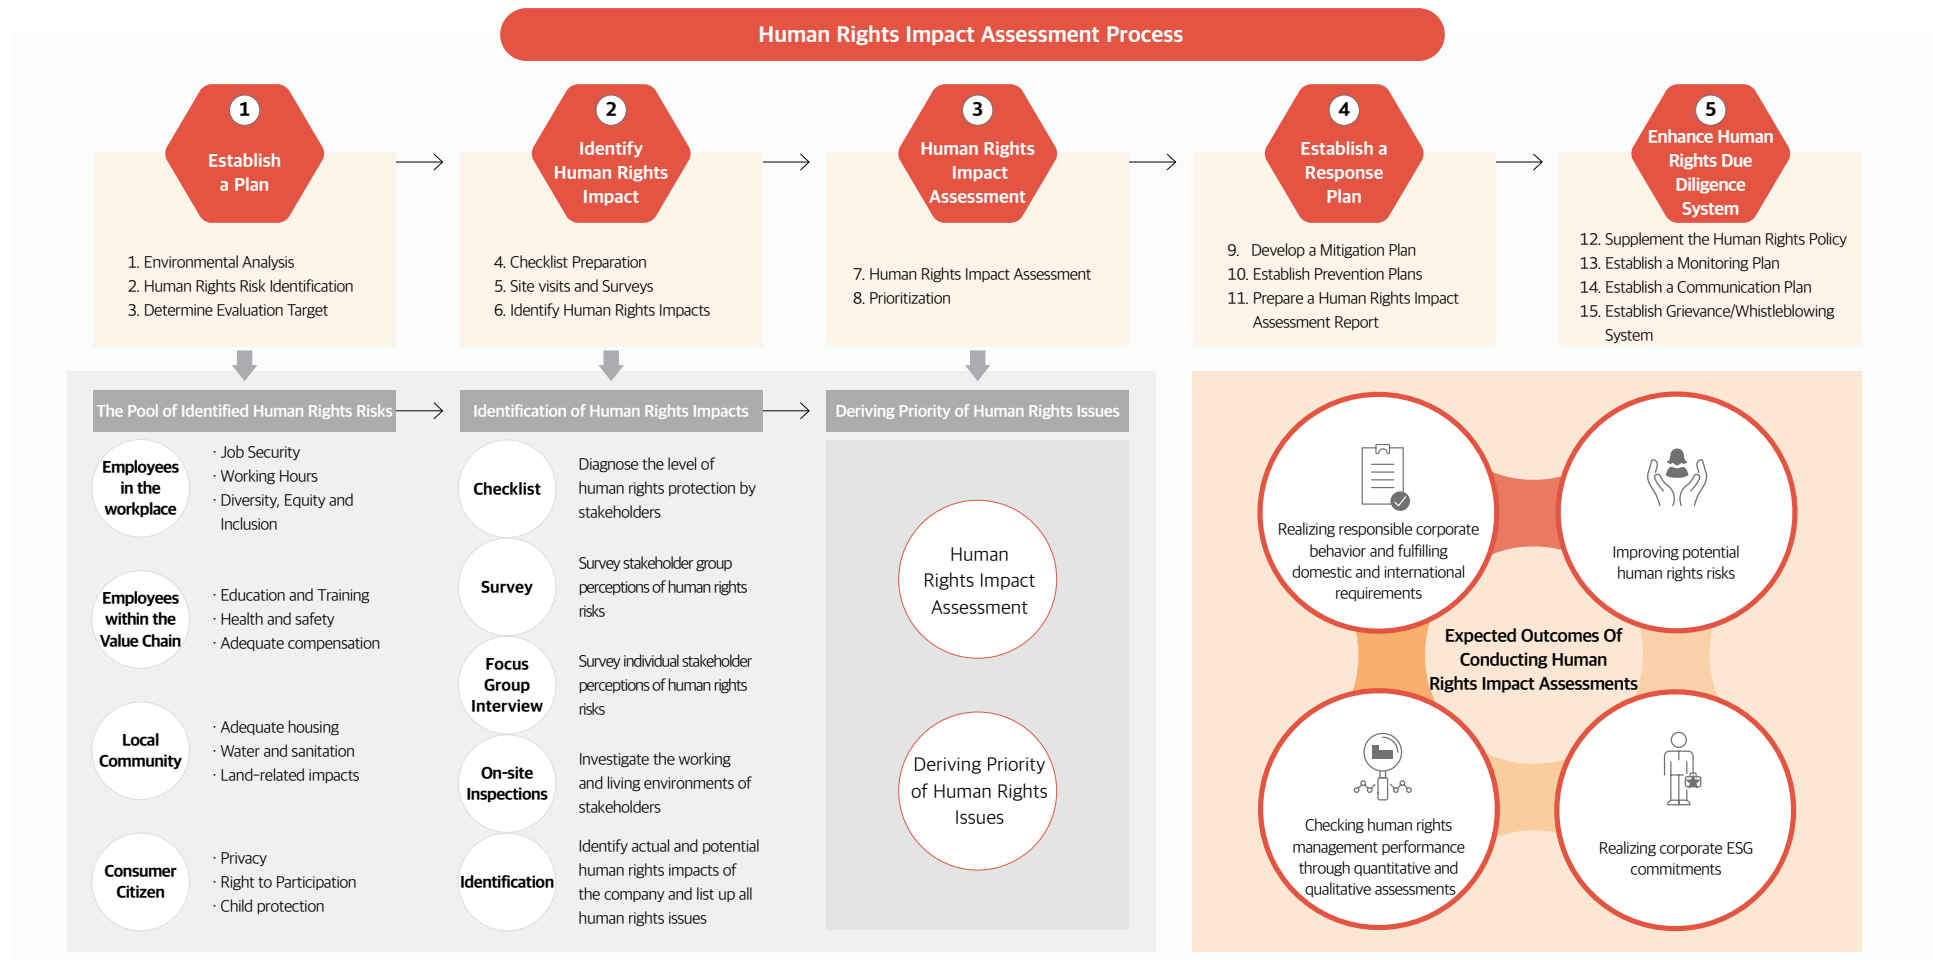 Human Rights Impact Assessment Process
1
Establish
a Plan
1. Environmental Analysis
2. Human Rights Risk Identification
3. Determine Evaluation Target
2
Identify
Human Rights
Impact
4. Checklist Preparation
5. Site visits and Surveys
6. Identify Human Rights Impacts
3
Human Rights
Impact
Assessment
7. Human Rights Impact Assessment
8. Prioritization
4
Establish a
Response
Plan
9. Develop a Mitigation Plan
10. Establish Prevention Plans
11. Prepare a Human Rights Impact
Assessment Report
5
Enhance Human
Rights Due
Diligence
System
12. Supplement the Human Rights Policy
13. Establish a Monitoring Plan
14. Establish a Communication Plan
15. Establish Grievance/Whistleblowing
System
The Pool of Identified Human Rights Risks
Employees
in the
workplace
· Job Security
· Working Hours
· Diversity, Equity and
Inclusion
Employees
within the
Value Chain
· Education and Training
· Health and safety
· Adequate compensation
Local
Community
· Adequate housing
· Water and sanitation
· Land-related impacts
Consumer
Citizen
· Privacy
· Right to Participation
· Child protection
Identification of Human Rights Impacts
Checklist
Diagnose the level of
human rights protection by
stakeholders
Survey
Survey stakeholder group
perceptions of human rights
risks
Focus
Group
Interview
Survey individual stakeholder
perceptions of human rights
risks
On-site
Inspections
Investigate the working
and living environments of
stakeholders
Identification
Identify actual and potential
human rights impacts of
the company and list up all
human rights issues
Deriving Priority of Human Rights Issues
Human
Rights Impact
Assessment
Deriving Priority
of Human Rights
Issues
Realizing responsible corporate
behavior and fulfilling
domestic and international
requirements
Improving potential
human rights risks
Expected Outcomes Of
Conducting Human
Rights Impact Assessments
Checking human rights
management performance
through quantitative and
qualitative assessments
Realizing corporate ESG
commitments